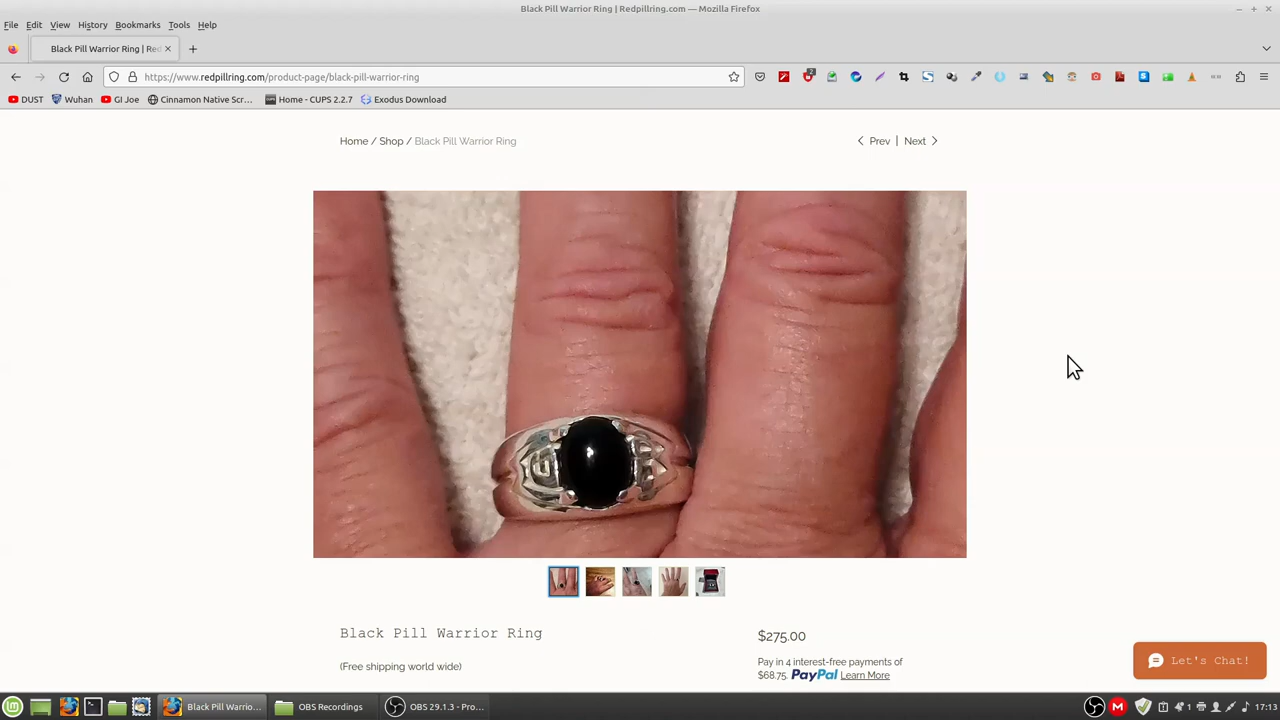 Black Pill Warrior Ring | Redpillring.com — Mozilla Firefox
File Edit View History Bookmarks Tools Help
Black Pill Warrior Ring | Red
https://www.redpillring.com/product-page/black-pill-warrior-ring
DUST Wuhan GI Joe Cinnamon Native Scr… Home - CUPS 2.2.7 Exodus Download
Home / Shop / Black Pill Warrior Ring
Prev | Next
Black Pill Warrior Ring
$275.00
(Free shipping world wide)
Pay in 4 interest-free payments of
$68.75. PayPal Learn More
Let's Chat!
Black Pill Warrio… OBS Recordings OBS 29.1.3 - Pro… 1 17:13